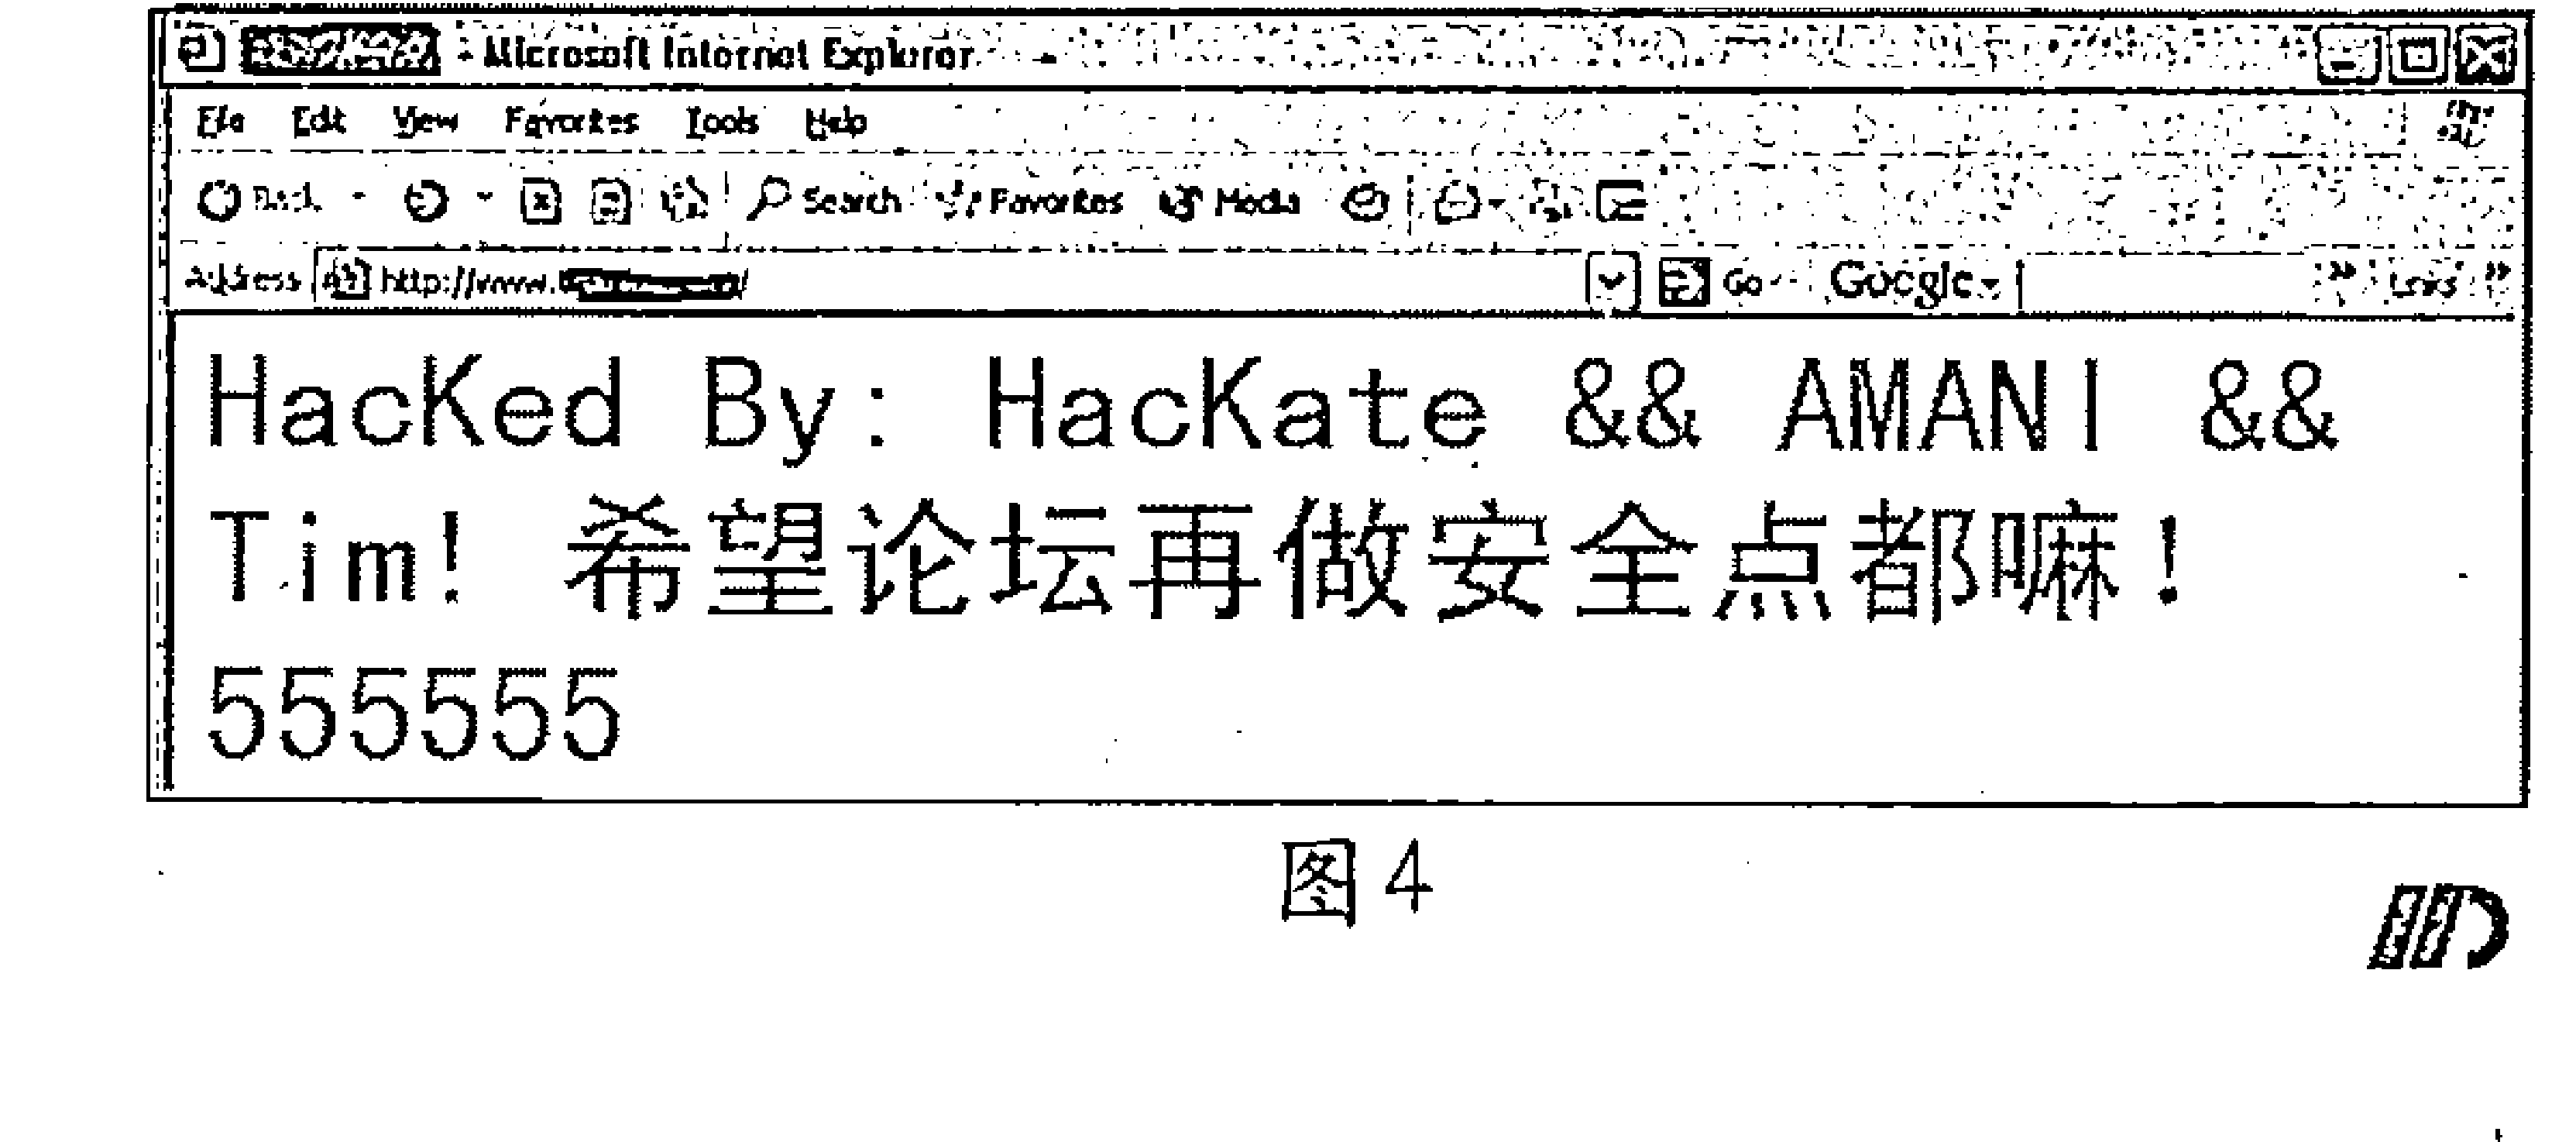 - Microsoft Internet Explorer
File Edit View Favorites Tools Help
Back Search Favorites Media
Address http://www. / Go Google Links »
HacKed By: HacKate && AMANI &&
Tim! 希望论坛再做安全点都嘛!
555555
图 4